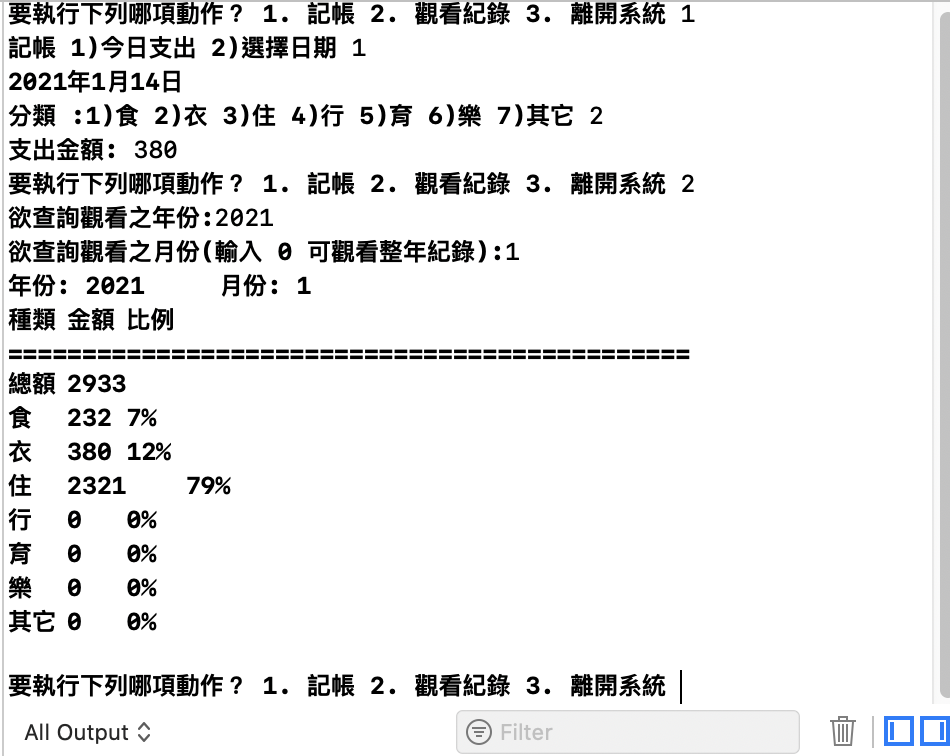 要執行下列哪項動作？ 1. 記帳 2. 觀看紀錄 3. 離開系統 1
記帳 1)今日支出 2)選擇日期 1
2021年1月14日
分類 :1)食 2)衣 3)住 4)行 5)育 6)樂 7)其它 2
支出金額: 380
要執行下列哪項動作？ 1. 記帳 2. 觀看紀錄 3. 離開系統 2
欲查詢觀看之年份:2021
欲查詢觀看之月份(輸入 0 可觀看整年紀錄):1
年份: 2021 月份: 1
種類 金額 比例
==============================================
總額 2933
食 232 7%
衣 380 12%
住 2321 79%
行 0 0%
育 0 0%
樂 0 0%
其它 0 0%
要執行下列哪項動作？ 1. 記帳 2. 觀看紀錄 3. 離開系統
All Output
Filter